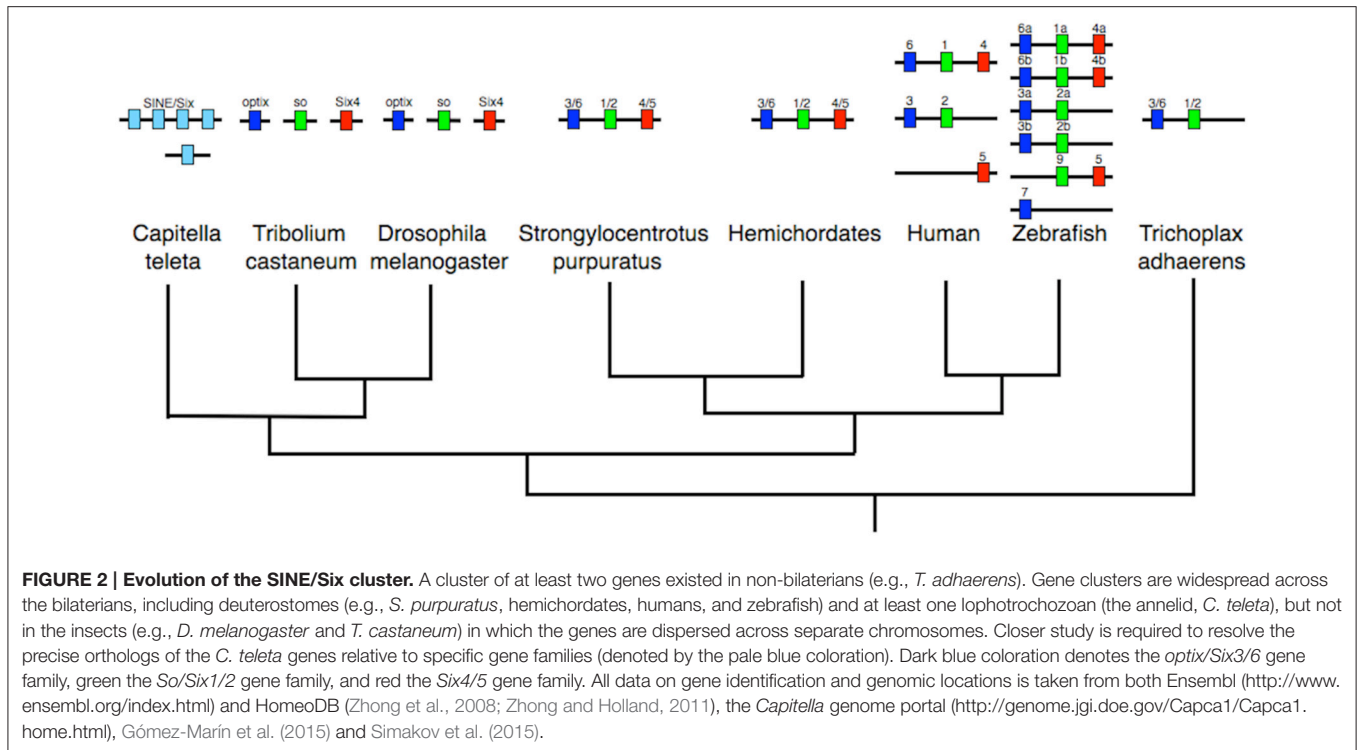 6a 1a 4a
6 1 4
6b 1b 4b
SINE/Six optix so Six4 optix so Six4 3/6 1/2 4/5 3/6 1/2 4/5 3 2 3a 2a 3/6 1/2
3b 2b
5 9 5
7
Capitella teleta
Tribolium castaneum
Drosophila melanogaster
Strongylocentrotus purpuratus
Hemichordates
Human
Zebrafish
Trichoplax adhaerens
FIGURE 2 | Evolution of the SINE/Six cluster. A cluster of at least two genes existed in non-bilaterians (e.g., T. adhaerens). Gene clusters are widespread across
the bilaterians, including deuterostomes (e.g., S. purpuratus, hemichordates, humans, and zebrafish) and at least one lophotrochozoan (the annelid, C. teleta), but not
in the insects (e.g., D. melanogaster and T. castaneum) in which the genes are dispersed across separate chromosomes. Closer study is required to resolve the
precise orthologs of the C. teleta genes relative to specific gene families (denoted by the pale blue coloration). Dark blue coloration denotes the optix/Six3/6 gene
family, green the So/Six1/2 gene family, and red the Six4/5 gene family. All data on gene identification and genomic locations is taken from both Ensembl (http://www.
ensembl.org/index.html) and HomeoDB (Zhong et al., 2008; Zhong and Holland, 2011), the Capitella genome portal (http://genome.jgi.doe.gov/Capca1/Capca1.
home.html), Gómez-Marín et al. (2015) and Simakov et al. (2015).